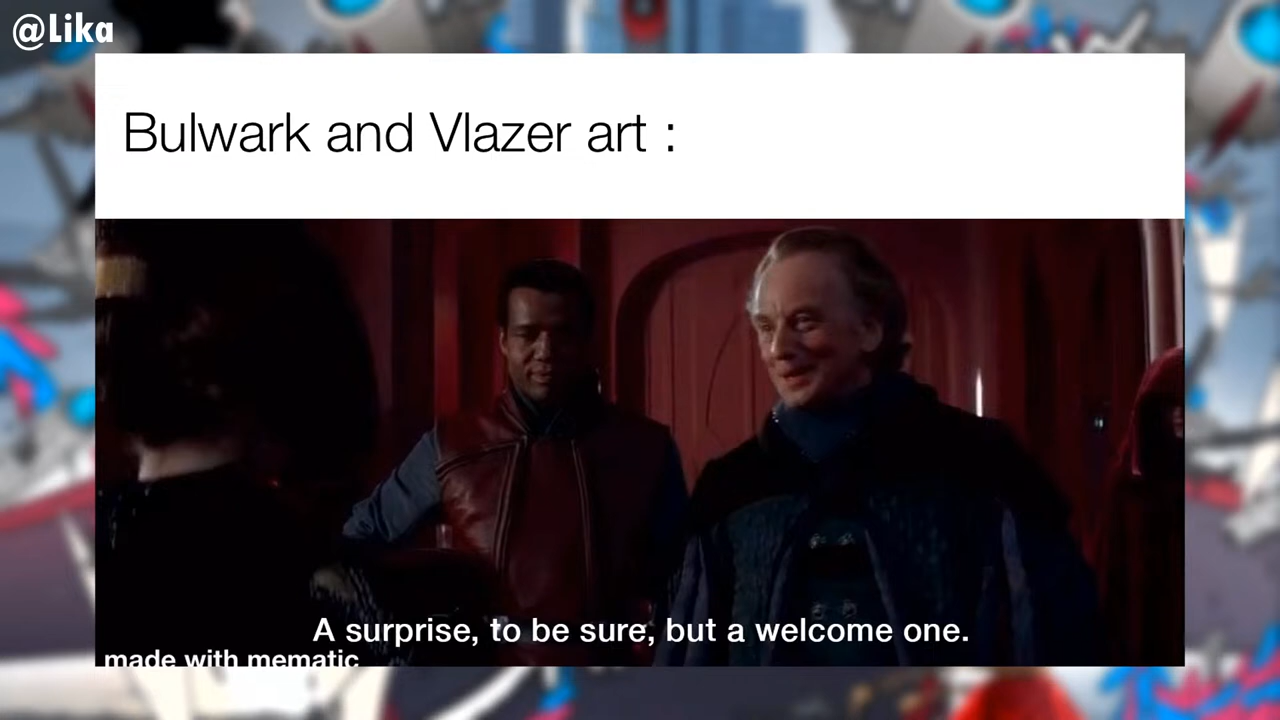 @Lika
Bulwark and Vlazer art :
A surprise, to be sure, but a welcome one.
made with mematic